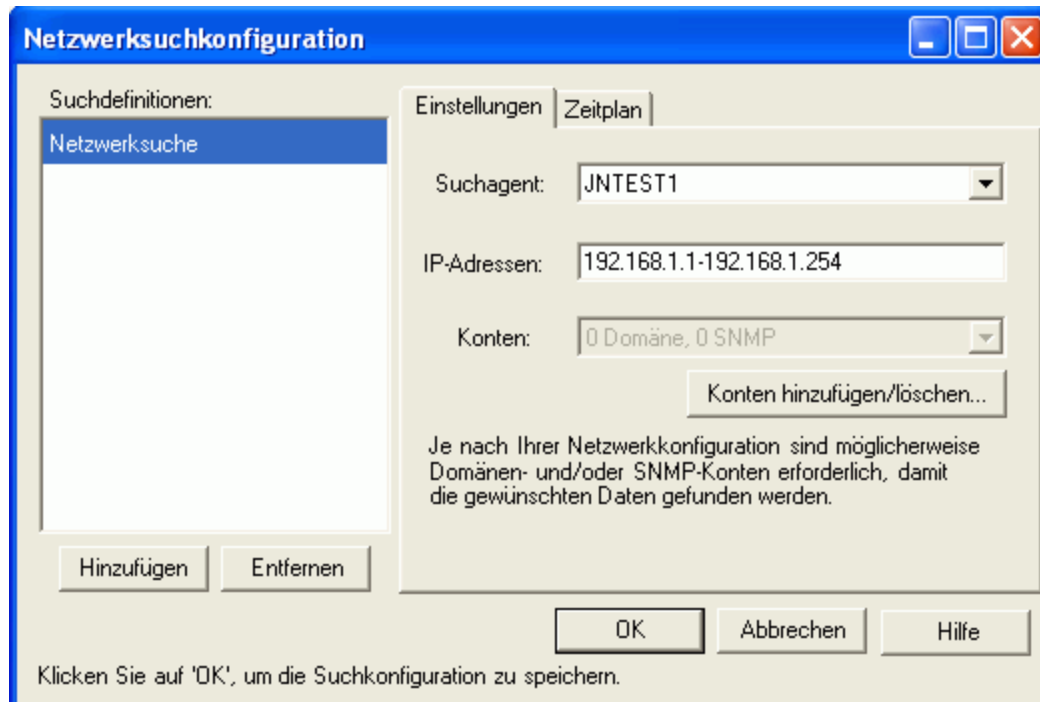 Netzwerksuchkonfiguration
Suchdefinitionen:
Netzwerksuche
Hinzufügen
Entfernen
Einstellungen
Zeitplan
Suchagent:
JNTEST1
IP-Adressen:
192.168.1.1-192.168.1.254
Konten:
0 Domäne, 0 SNMP
Konten hinzufügen/löschen...
Je nach Ihrer Netzwerkkonfiguration sind möglicherweise
Domänen- und/oder SNMP-Konten erforderlich, damit
die gewünschten Daten gefunden werden.
OK
Abbrechen
Hilfe
Klicken Sie auf 'OK', um die Suchkonfiguration zu speichern.